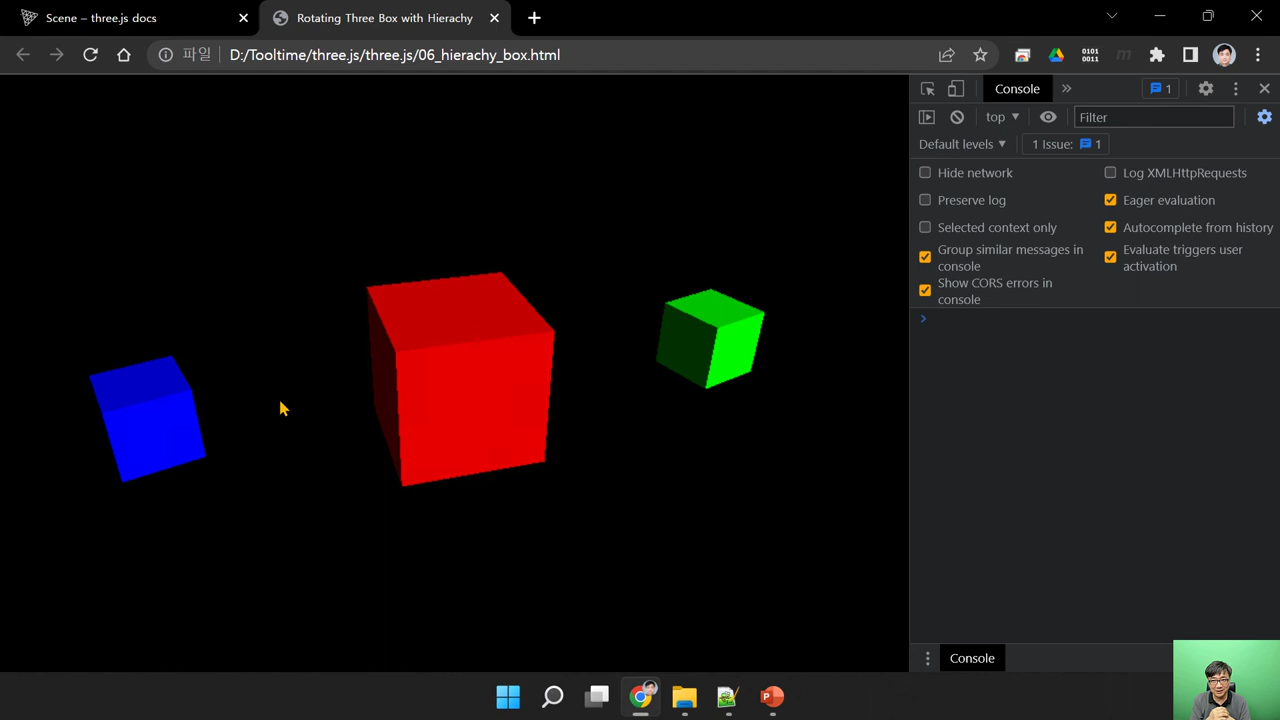 Scene – three.js docs
Rotating Three Box with Hierachy
파일
D:/Tooltime/three.js/three.js/06_hierachy_box.html
0101
0011
Console
1
top
Filter
Default levels
1 Issue:
1
Hide network
Log XMLHttpRequests
Preserve log
Eager evaluation
Selected context only
Autocomplete from history
Group similar messages in
console
Evaluate triggers user
activation
Show CORS errors in
console
Console